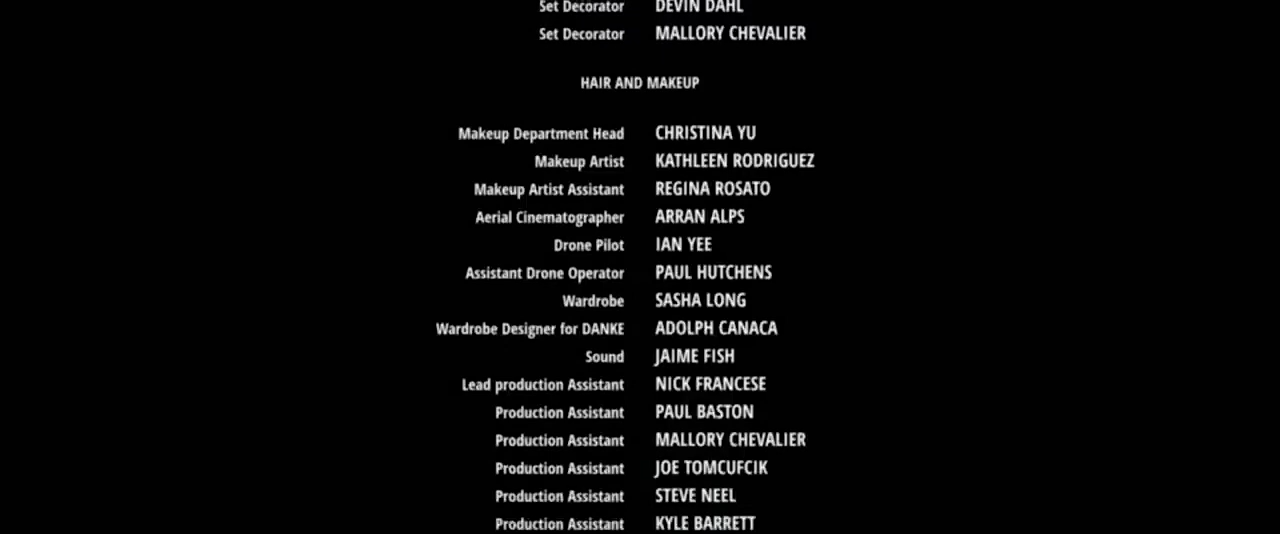 Set Decorator DEVIN DAHL
Set Decorator MALLORY CHEVALIER
HAIR AND MAKEUP
Makeup Department Head CHRISTINA YU
Makeup Artist KATHLEEN RODRIGUEZ
Makeup Artist Assistant REGINA ROSATO
Aerial Cinematographer ARRAN ALPS
Drone Pilot IAN YEE
Assistant Drone Operator PAUL HUTCHENS
Wardrobe SASHA LONG
Wardrobe Designer for DANKE ADOLPH CANACA
Sound JAIME FISH
Lead production Assistant NICK FRANCESE
Production Assistant PAUL BASTON
Production Assistant MALLORY CHEVALIER
Production Assistant JOE TOMCUFCIK
Production Assistant STEVE NEEL
Production Assistant KYLE BARRETT